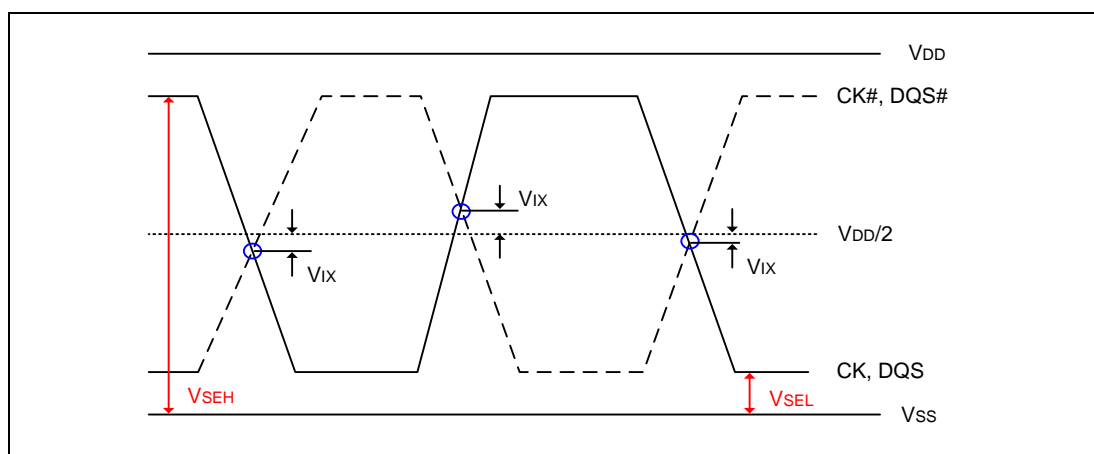 VDD
CK#, DQS#
VIX
VDD/2
VIX
VIX
CK, DQS
VSEH
VSEL
VSS